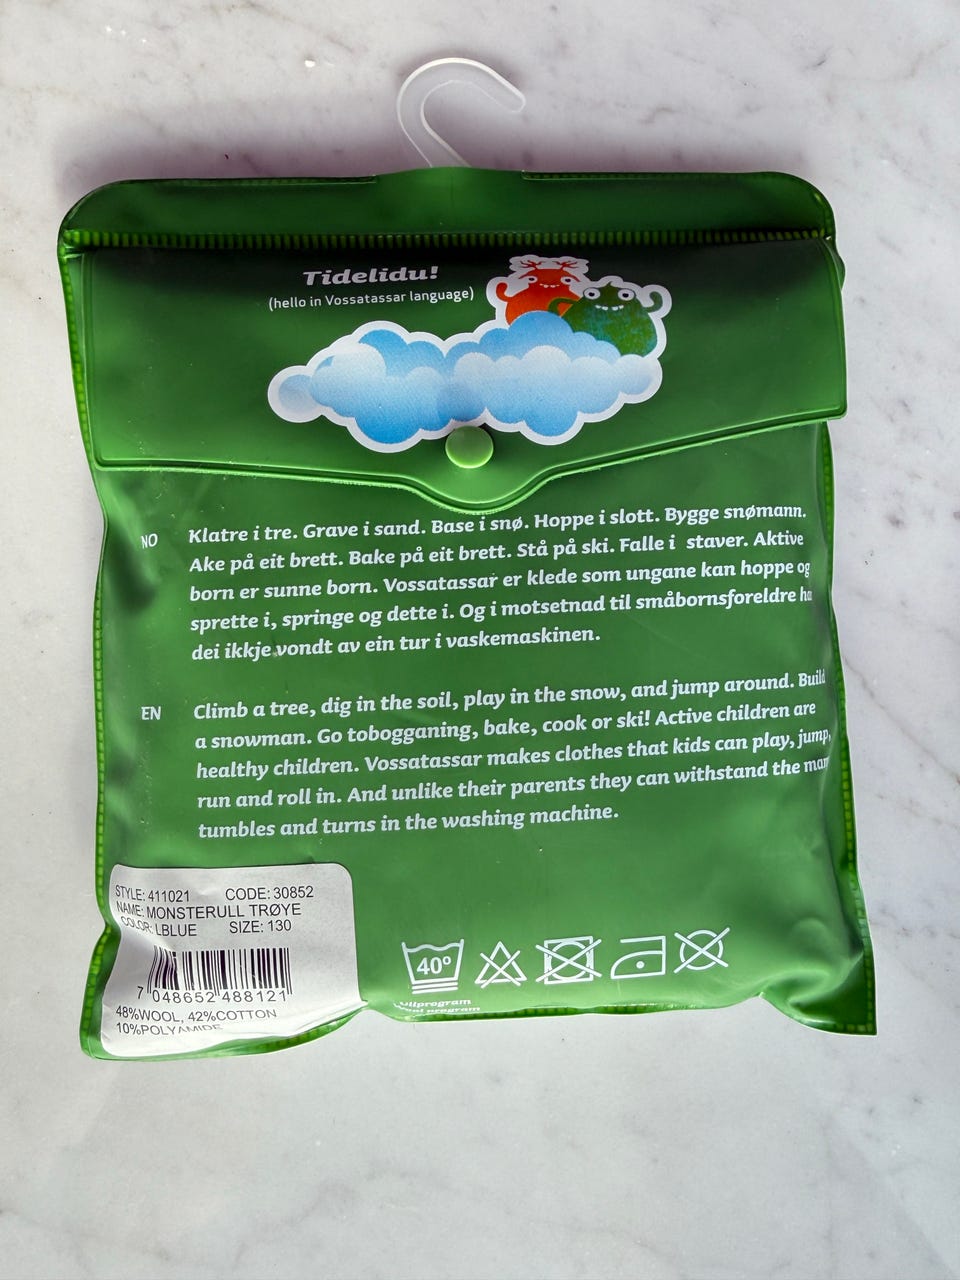 Tidelidu!
(hello in Vossatassar language)
NO
Klatre i tre. Grave i sand. Base i snø. Hoppe i slott. Bygge snømann.
Ake på eit brett. Bake på eit brett. Stå på ski. Falle i staver. Aktive
born er sunne born. Vossatassar er klede som ungane kan hoppe og
sprette i, springe og dette i. Og i motsetnad til småbornsforeldre ha
dei ikkje vondt av ein tur i vaskemaskinen.
EN
Climb a tree, dig in the soil, play in the snow, and jump around. Build
a snowman. Go tobogganing, bake, cook or ski! Active children are
healthy children. Vossatassar makes clothes that kids can play, jump,
run and roll in. And unlike their parents they can withstand the
tumbles and turns in the washing machine.
STYLE: 411021 CODE: 30852
NAME: MONSTERULL TRØYE
COLOR: LBLUE SIZE: 130
7 048652 488121
48%WOOL, 42%COTTON
10%POLYAMIDE
40°
Ullprogram
program